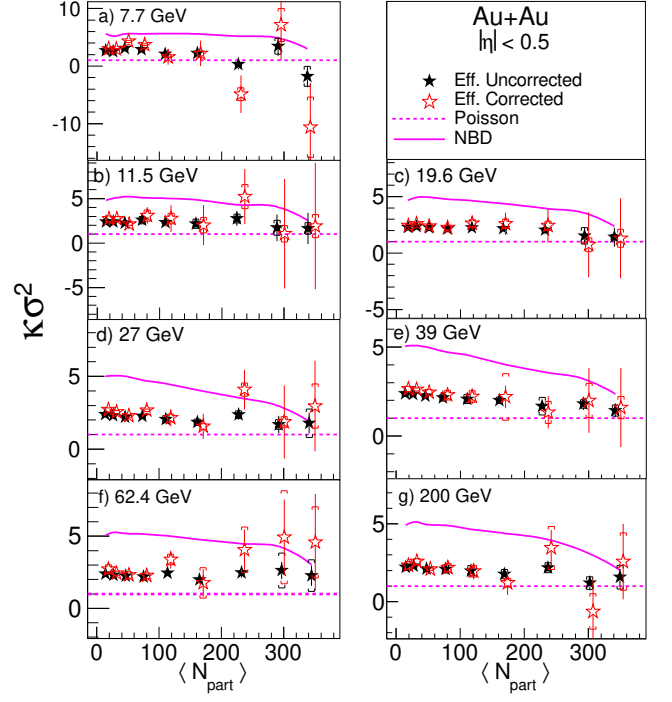 a) 7.7 GeV
10
0
-10
Au+Au
|η| < 0.5
Eff. Uncorrected
Eff. Corrected
Poisson
NBD
b) 11.5 GeV
5
0
-5
c) 19.6 GeV
5
0
-5
κσ²
d) 27 GeV
5
0
e) 39 GeV
5
0
f) 62.4 GeV
5
0
g) 200 GeV
5
0
0 100 200 300
⟨ N_part ⟩
0 100 200 300
⟨ N_part ⟩